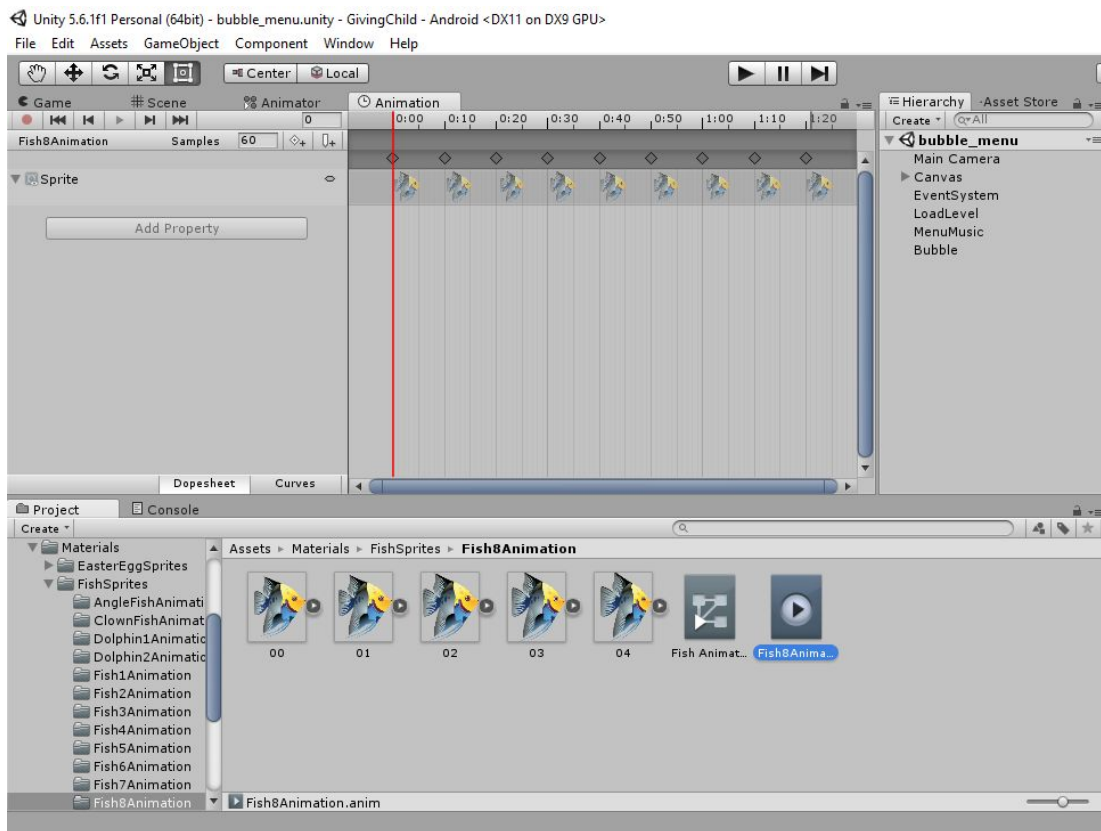 Unity 5.6.1f1 Personal (64bit) - bubble_menu.unity - GivingChild - Android <DX11 on DX9 GPU>
File Edit Assets GameObject Component Window Help
Center Local
Game Scene Animator Animation
0 0:00 0:10 0:20 0:30 0:40 0:50 1:00 1:10 1:20
Fish8Animation Samples 60
Sprite
Add Property
Dopesheet Curves
Hierarchy Asset Store
Create All
bubble_menu
Main Camera
Canvas
EventSystem
LoadLevel
MenuMusic
Bubble
Project Console
Create
Materials
EasterEggSprites
FishSprites
AngleFishAnimati
ClownFishAnimat
Dolphin1Animatic
Dolphin2Animatic
Fish1Animation
Fish2Animation
Fish3Animation
Fish4Animation
Fish5Animation
Fish6Animation
Fish7Animation
Fish8Animation
Assets Materials FishSprites Fish8Animation
00 01 02 03 04 Fish Animat... Fish8Anima...
Fish8Animation.anim